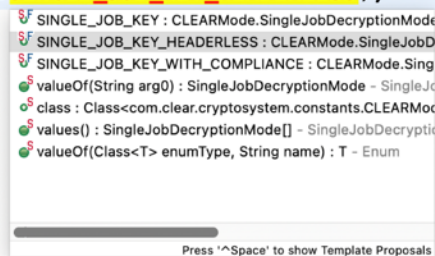 SINGLE_JOB_KEY : CLEARMode.SingleJobDecryptionMode
SINGLE_JOB_KEY_HEADERLESS : CLEARMode.SingleJobD
SINGLE_JOB_KEY_WITH_COMPLIANCE : CLEARMode.Sing
valueOf(String arg0) : SingleJobDecryptionMode - SingleJo
class : Class<com.clear.cryptosystem.constants.CLEARMod
values() : SingleJobDecryptionMode[] - SingleJobDecryptio
valueOf(Class<T> enumType, String name) : T - Enum
Press '^Space' to show Template Proposals